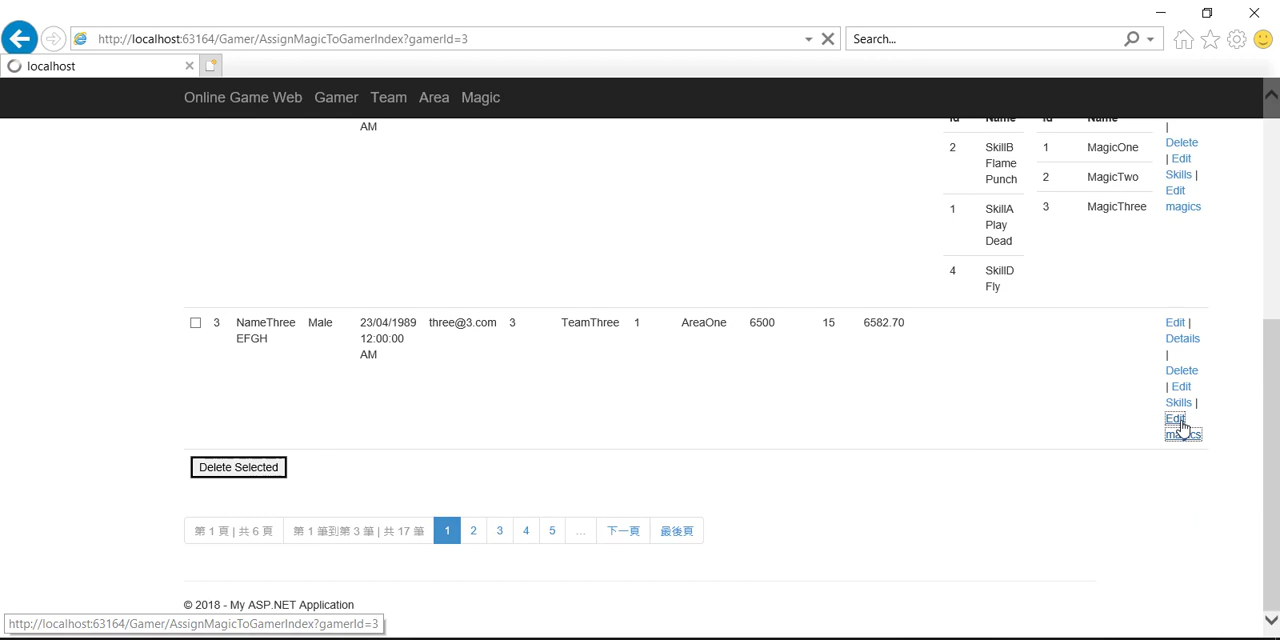 http://localhost:63164/Gamer/AssignMagicToGamerIndex?gamerId=3
Search...
localhost
Online Game Web Gamer Team Area Magic
AM
Id Name Id Name
|
2 SkillB Flame Punch
1 SkillA Play Dead
4 SkillD Fly
1 MagicOne
2 MagicTwo
3 MagicThree
Delete
| Edit
Skills |
Edit
magics
3 NameThree Male 23/04/1989 three@3.com 3 TeamThree 1 AreaOne 6500 15 6582.70 Edit |
EFGH 12:00:00 Details
AM |
Delete
| Edit
Skills |
Edit
magics
Delete Selected
第 1 頁 | 共 6 頁 第 1 筆到第 3 筆 | 共 17 筆 1 2 3 4 5 ... 下一頁 最後頁
© 2018 - My ASP.NET Application
http://localhost:63164/Gamer/AssignMagicToGamerIndex?gamerId=3